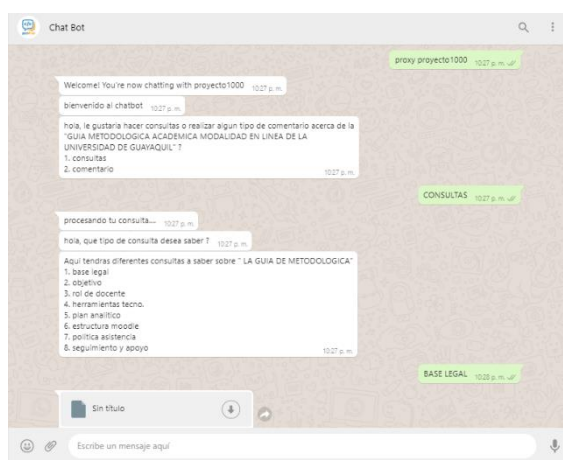 Chat Bot
proxy proyecto1000 10:27 p. m.
Welcome! You're now chatting with proyecto1000 10:27 p. m.
bienvenido al chatbot 10:27 p. m.
hola, le gustaria hacer consultas o realizar algun tipo de comentario acerca de la
"GUIA METODOLOGICA ACADEMICA MODALIDAD EN LINEA DE LA
UNIVERSIDAD DE GUAYAQUIL" ?
1. consultas
2. comentario 10:27 p. m.
CONSULTAS 10:27 p. m.
procesando tu consulta... 10:27 p. m.
hola, que tipo de consulta desea saber ? 10:27 p. m.
Aqui tendras diferentes consultas a saber sobre " LA GUIA DE METODOLOGICA"
1. base legal
2. objetivo
3. rol de docente
4. herramientas tecno.
5. plan analitico
6. estructura moodle
7. politica asistencia
8. seguimiento y apoyo 10:27 p. m.
BASE LEGAL 10:28 p. m.
Sin título
Escribe un mensaje aquí